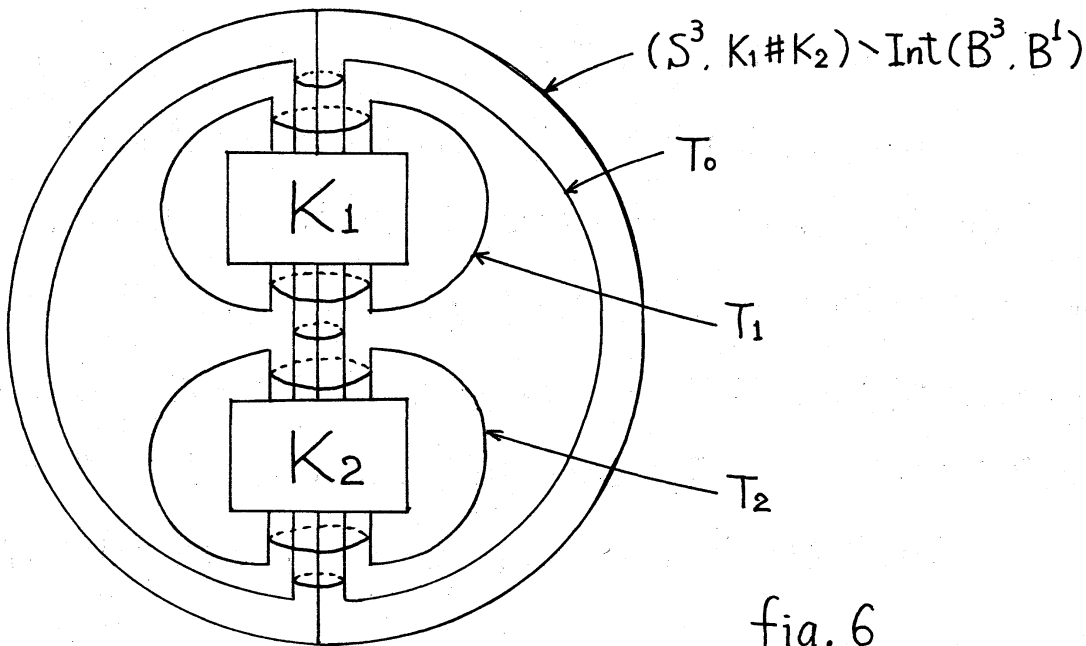 (S³, K₁#K₂)∖Int(B³, B¹)
T₀
K₁
T₁
K₂
T₂
fig. 6